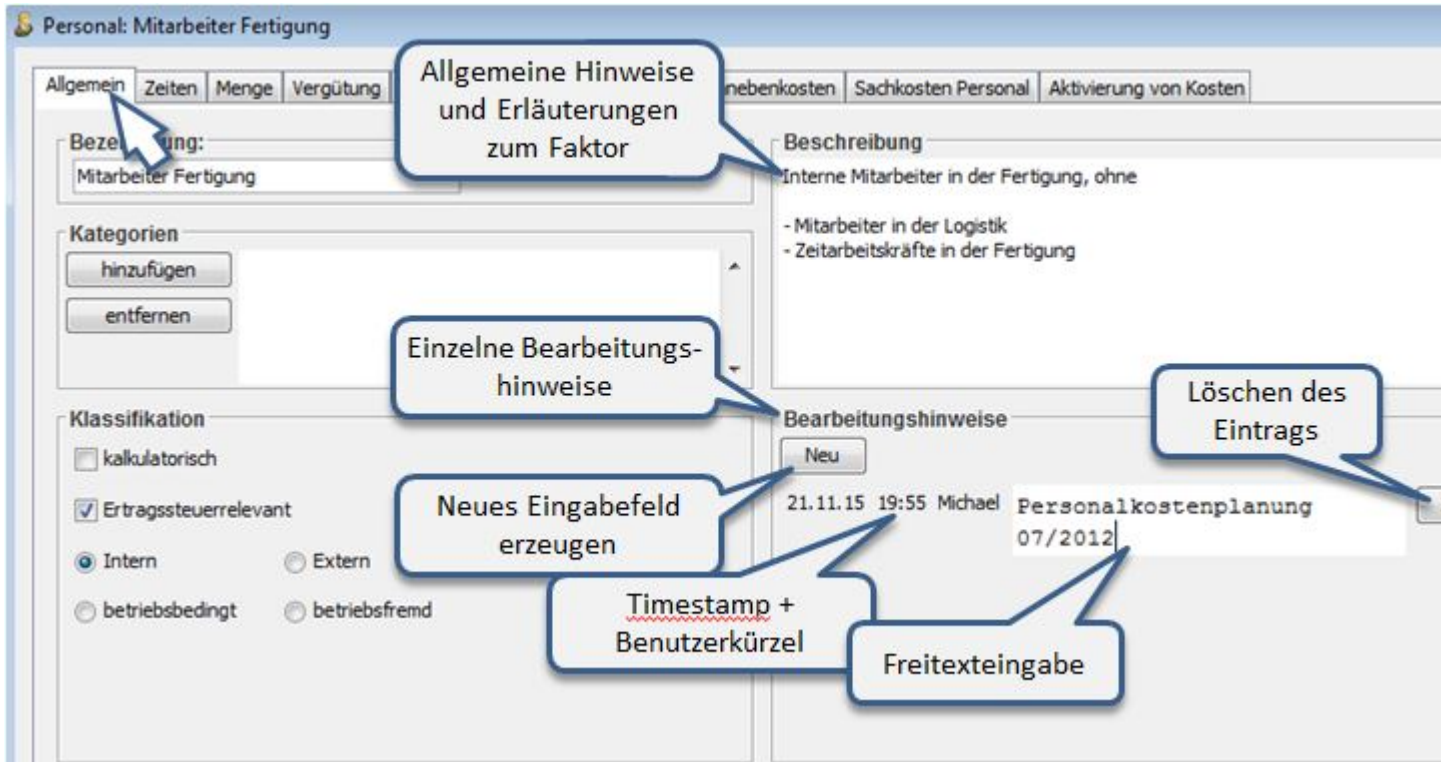 Personal: Mitarbeiter Fertigung
Allgemein Zeiten Menge Vergütung nebenkosten Sachkosten Personal Aktivierung von Kosten
Allgemeine Hinweise
und Erläuterungen
zum Faktor
Beze ung:
Mitarbeiter Fertigung
Beschreibung
Interne Mitarbeiter in der Fertigung, ohne
- Mitarbeiter in der Logistik
- Zeitarbeitskräfte in der Fertigung
Kategorien
hinzufügen
entfernen
Einzelne Bearbeitungs-
hinweise
Klassifikation
kalkulatorisch
Ertragssteuerrelevant
Intern Extern
betriebsbedingt betriebsfremd
Bearbeitungshinweise
Neu
Löschen des
Eintrags
21.11.15 19:55 Michael
Personalkostenplanung
07/2012
Neues Eingabefeld
erzeugen
Timestamp +
Benutzerkürzel
Freitexteingabe